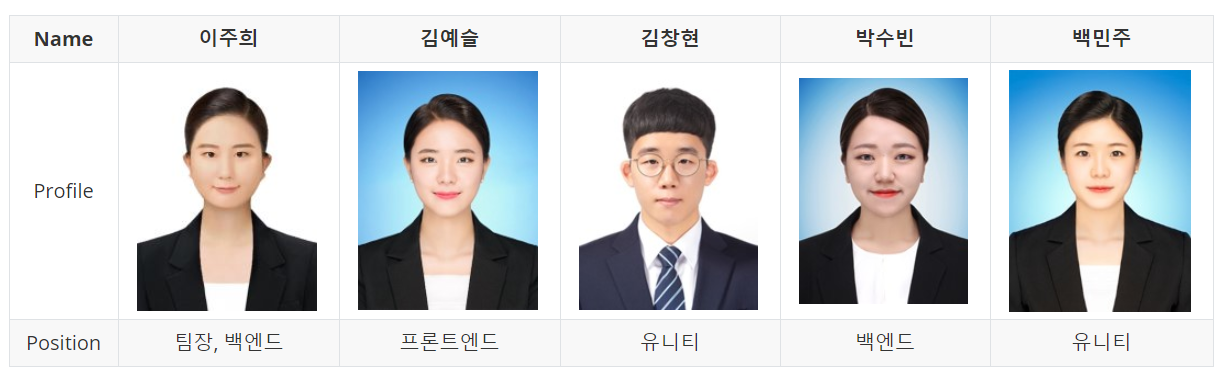 Name 이주희 김예슬 김창현 박수빈 백민주
Profile
Position 팀장, 백엔드 프론트엔드 유니티 백엔드 유니티